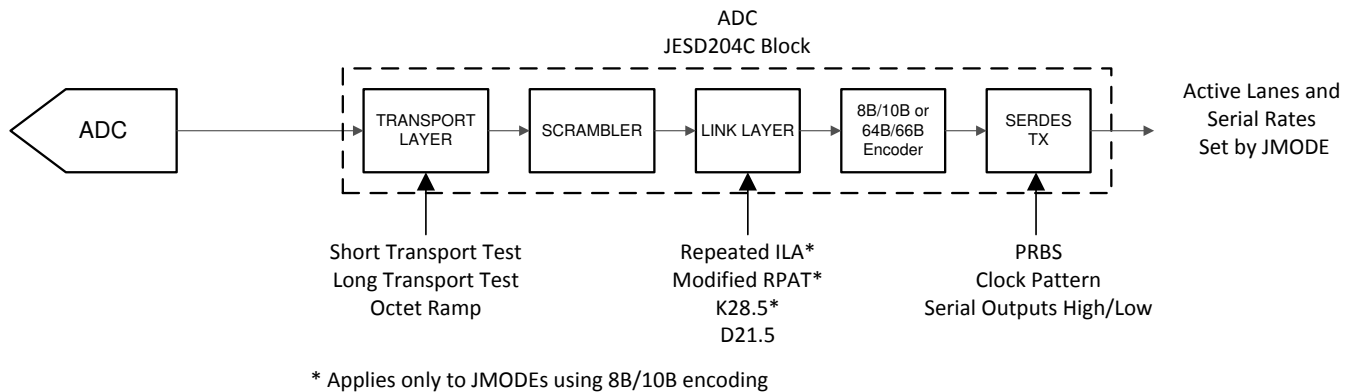 ADC
JESD204C Block
ADC
TRANSPORT
LAYER
SCRAMBLER
LINK LAYER
8B/10B or
64B/66B
Encoder
SERDES
TX
Active Lanes and
Serial Rates
Set by JMODE
Short Transport Test
Long Transport Test
Octet Ramp
Repeated ILA*
Modified RPAT*
K28.5*
D21.5
PRBS
Clock Pattern
Serial Outputs High/Low
* Applies only to JMODEs using 8B/10B encoding